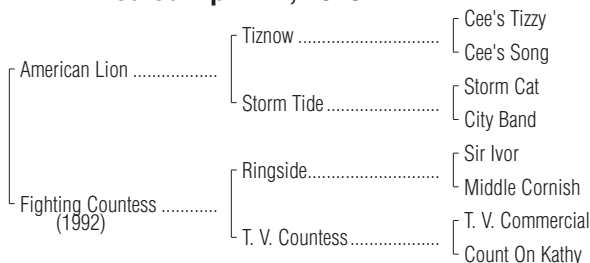 Tiznow ..................................
Cee's Tizzy
Cee's Song
American Lion ....................
Storm Tide...........................
Storm Cat
City Band
Ringside................................
Sir Ivor
Middle Cornish
Fighting Countess .............
(1992)
T. V. Countess.....................
T. V. Commercial
Count On Kathy